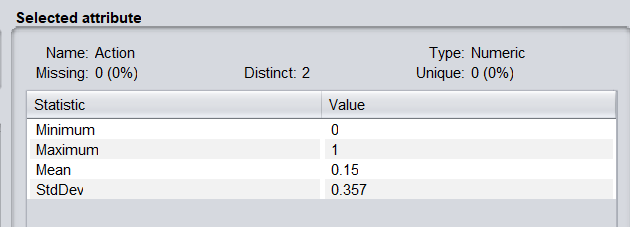 Selected attribute
Name: Action Type: Numeric
Missing: 0 (0%) Distinct: 2 Unique: 0 (0%)
Statistic Value
Minimum 0
Maximum 1
Mean 0.15
StdDev 0.357